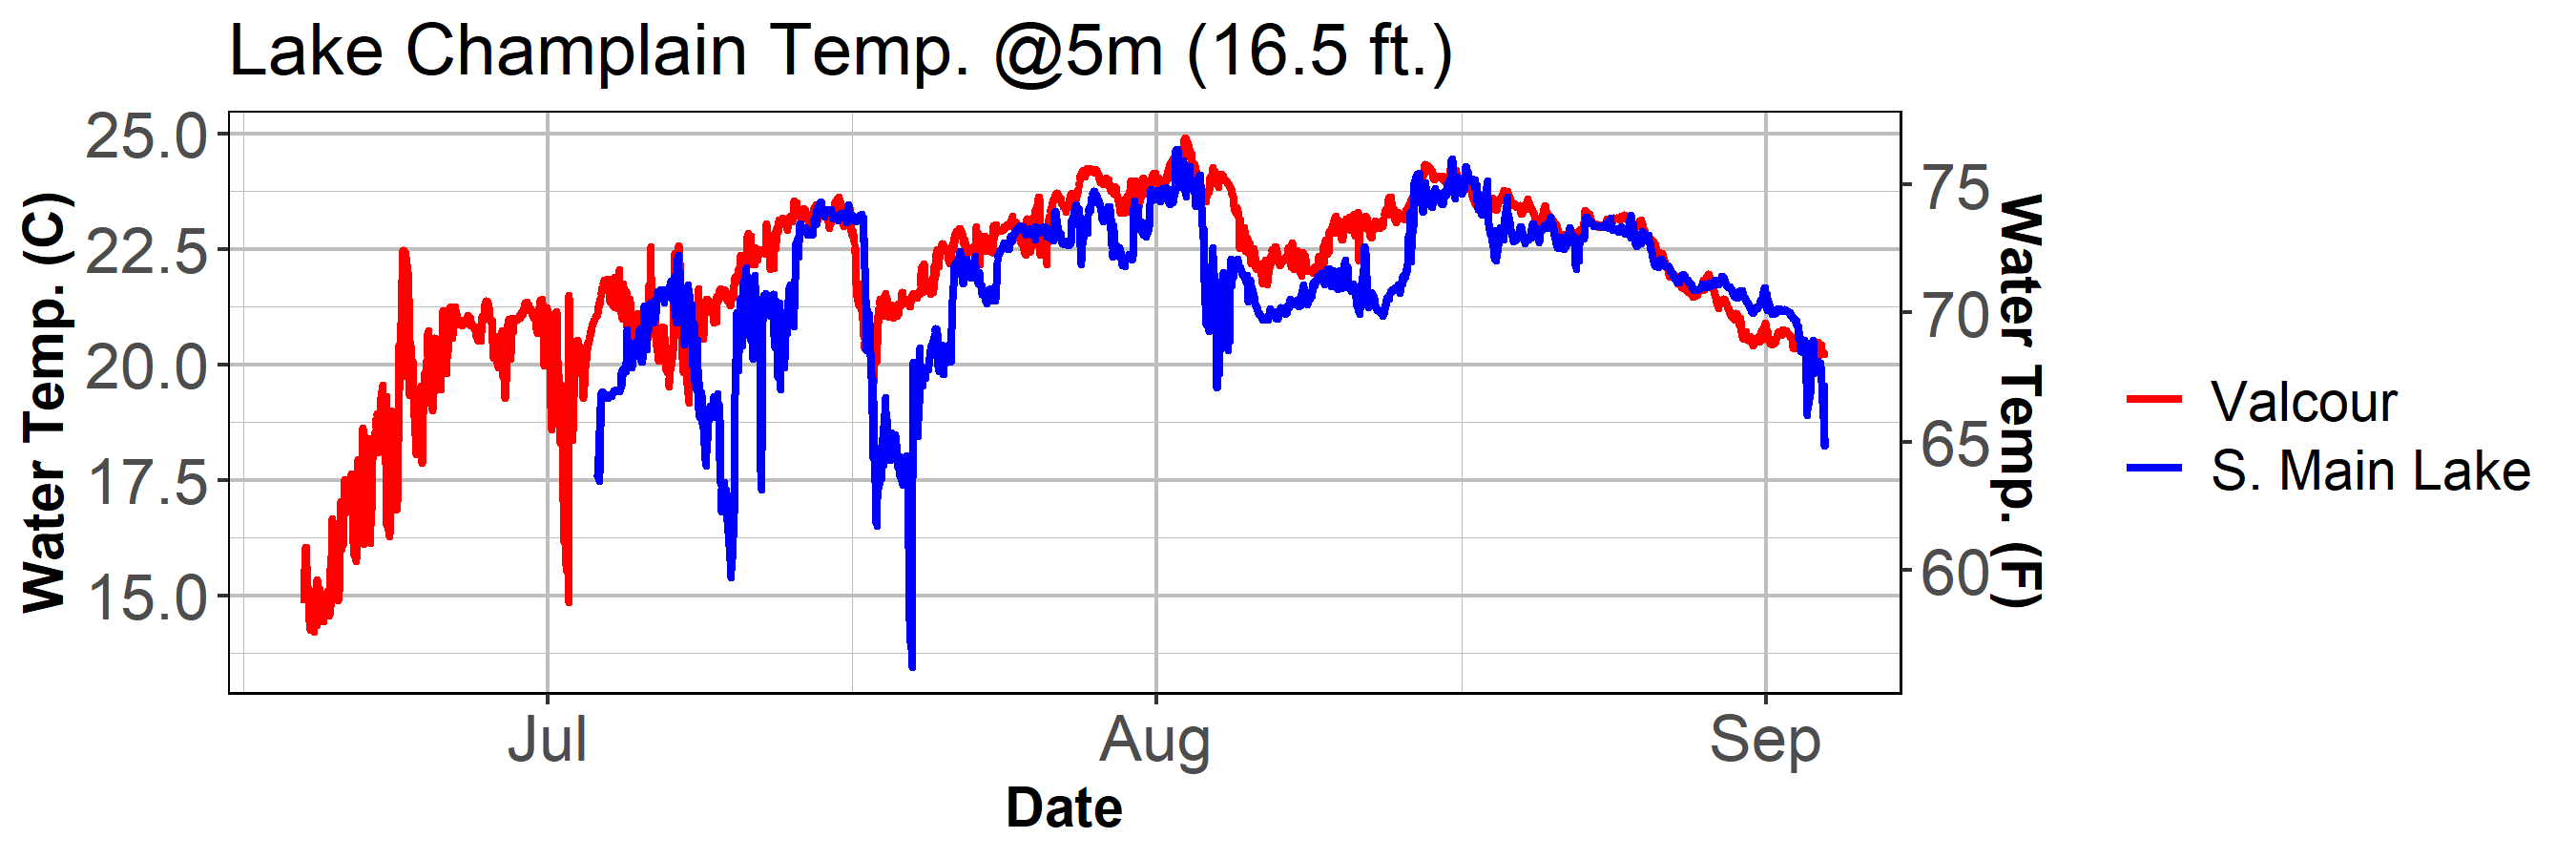 Lake Champlain Temp. @5m (16.5 ft.)
Water Temp. (C)
25.0
22.5
20.0
17.5
15.0
Jul
Aug
Sep
Date
75
70
65
60
Water Temp. (F)
Valcour
S. Main Lake